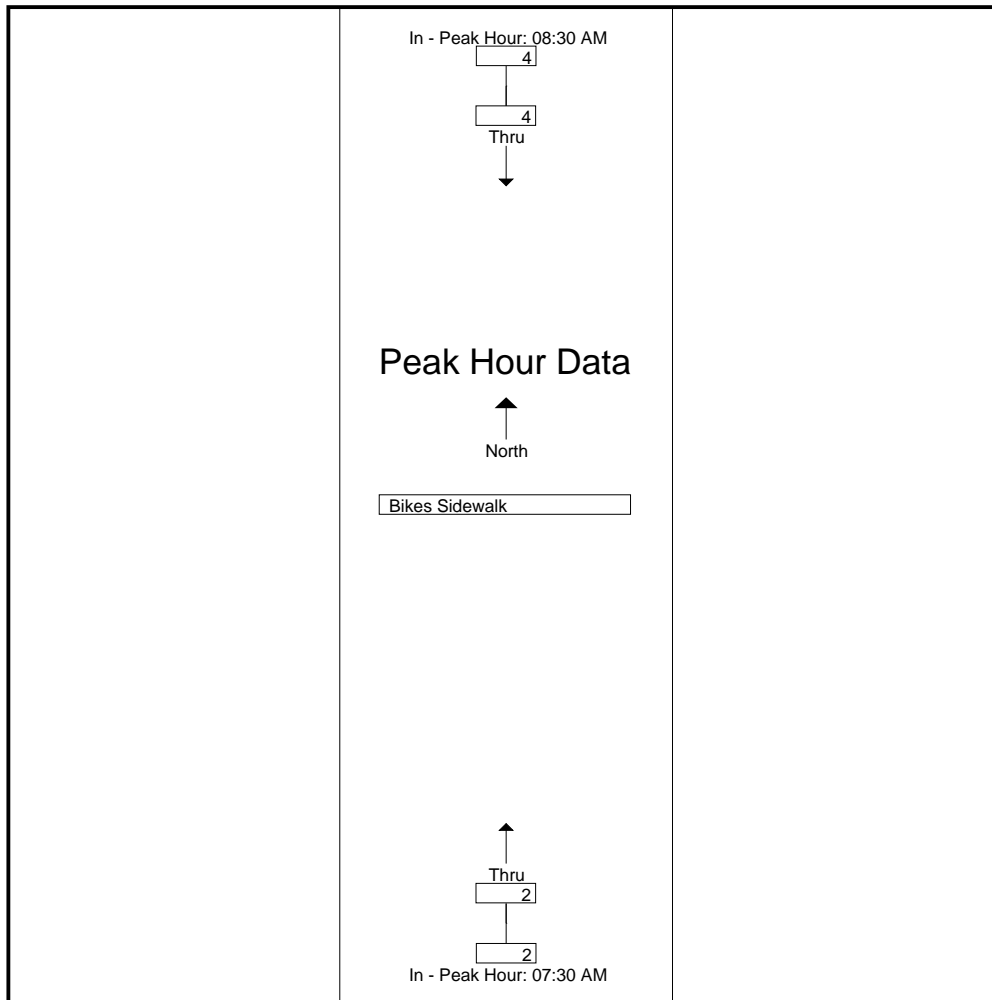 In - Peak Hour: 08:30 AM
4
4
Thru
Peak Hour Data
North
Bikes Sidewalk
Thru
2
2
In - Peak Hour: 07:30 AM